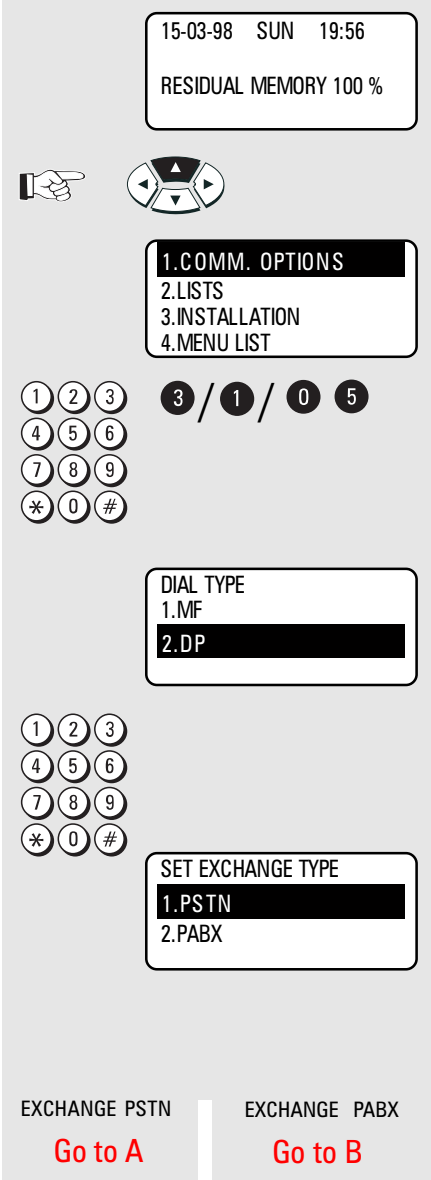 15-03-98 SUN 19:56
RESIDUAL MEMORY 100 %
1.COMM. OPTIONS
2.LISTS
3.INSTALLATION
4.MENU LIST
1 2 3 3 / 1 / 0 5
4 5 6
7 8 9
* 0 #
DIAL TYPE
1.MF
2.DP
1 2 3
4 5 6
7 8 9
* 0 #
SET EXCHANGE TYPE
1.PSTN
2.PABX
EXCHANGE PSTN EXCHANGE PABX
Go to A Go to B